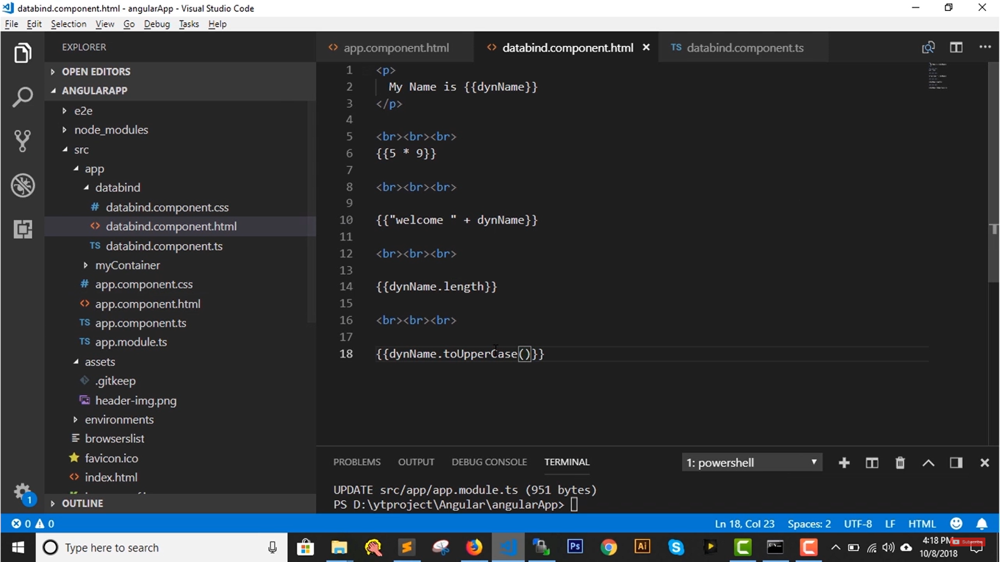 databind.component.html - angularApp - Visual Studio Code
File Edit Selection View Go Debug Tasks Help
EXPLORER
OPEN EDITORS
ANGULARAPP
e2e
node_modules
src
app
databind
# databind.component.css
<> databind.component.html
TS databind.component.ts
myContainer
# app.component.css
<> app.component.html
TS app.component.ts
TS app.module.ts
assets
.gitkeep
header-img.png
environments
browserslist
favicon.ico
<> index.html
OUTLINE
1
<> app.component.html <> databind.component.html TS databind.component.ts
1 <p>
2 My Name is {{dynName}}
3 </p>
4
5 <br><br><br>
6 {{5 * 9}}
7
8 <br><br><br>
9
10 {{"welcome " + dynName}}
11
12 <br><br><br>
13
14 {{dynName.length}}
15
16 <br><br><br>
17
18 {{dynName.toUpperCase()}}
PROBLEMS OUTPUT DEBUG CONSOLE TERMINAL 1: powershell
UPDATE src/app/app.module.ts (951 bytes)
PS D:\ytproject\Angular\angularApp>
0 0 Ln 18, Col 23 Spaces: 2 UTF-8 LF HTML
Type here to search Ps Ai 4:18 PM
Subscribe
10/8/2018